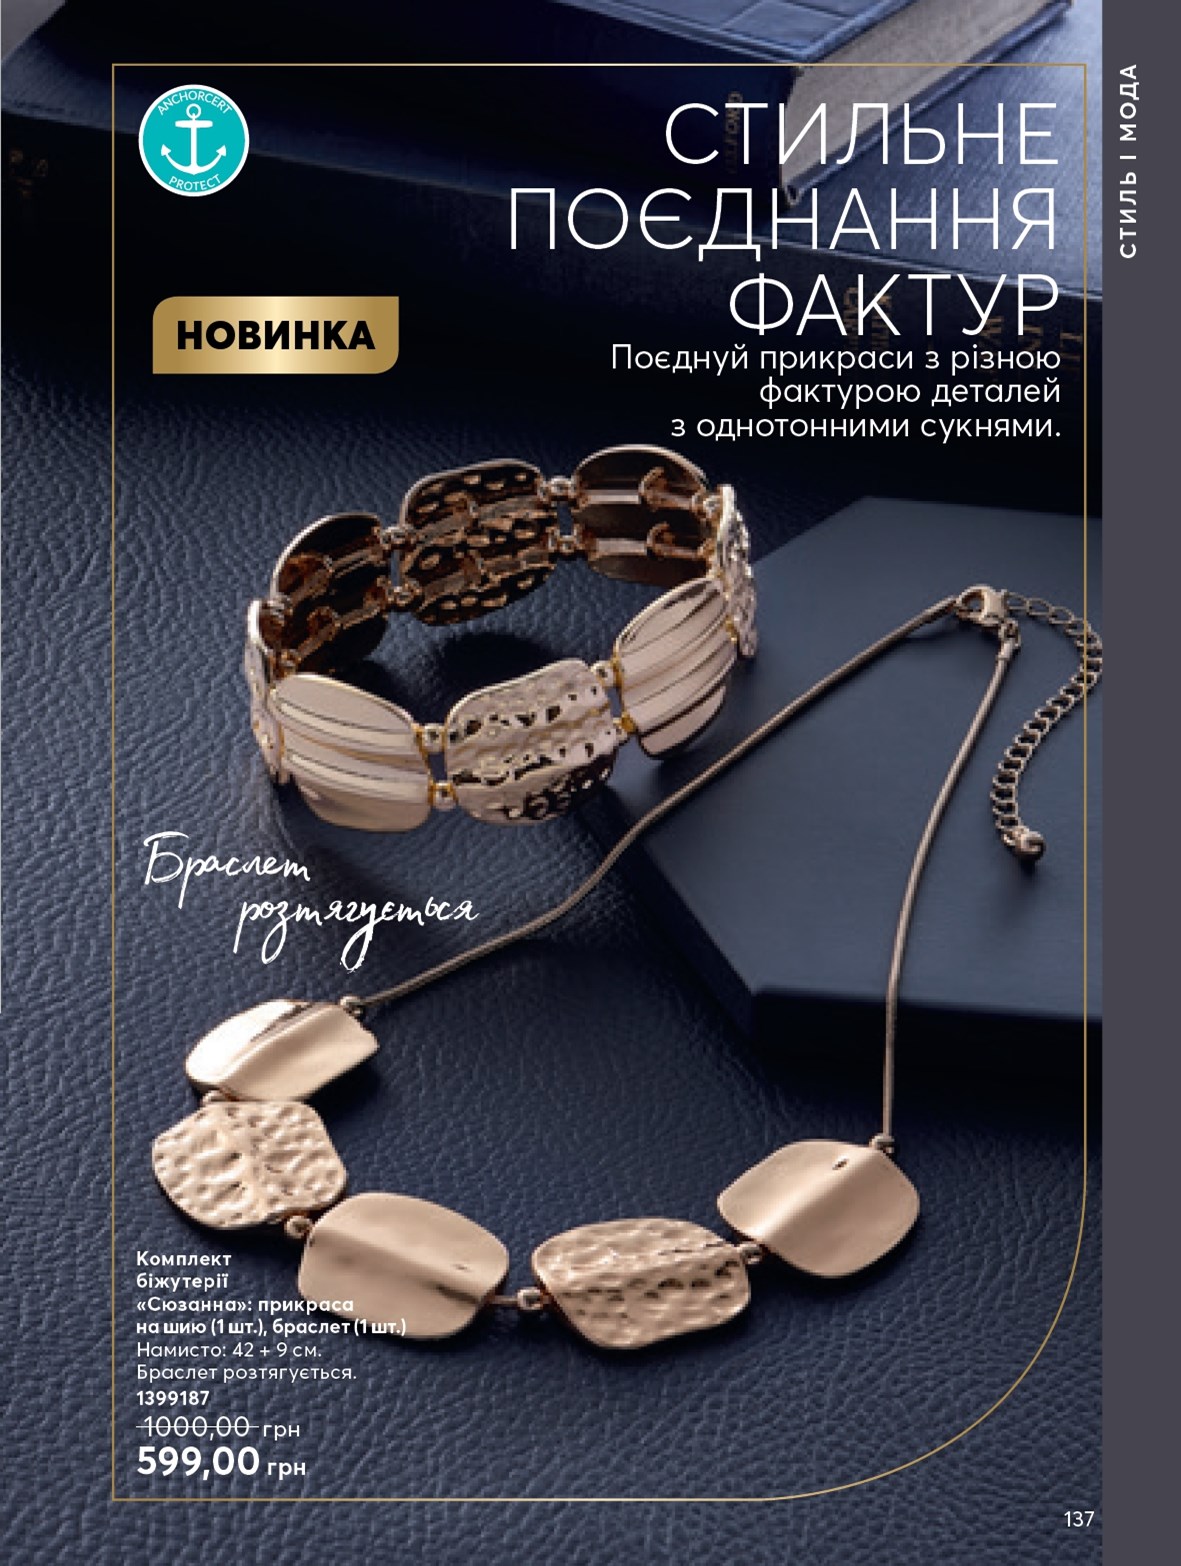 СТИЛЬ І МОДА
ANCHORCERT
PROTECT
СТИЛЬНЕ
ПОЄДНАННЯ
ФАКТУР
НОВИНКА
Поєднуй прикраси з різною
фактурою деталей
з однотонними сукнями.
Браслет
розтягується
Комплект
біжутерії
«Сюзанна»: прикраса
на шию (1 шт.), браслет (1 шт.)
Намисто: 42 + 9 см.
Браслет розтягується.
1399187
1000,00 грн
599,00 грн
137